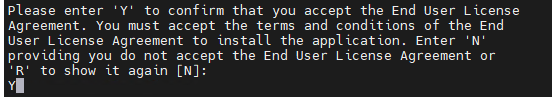 Please enter 'Y' to confirm that you accept the End User License
Agreement. You must accept the terms and conditions of the End
User License Agreement to install the application. Enter 'N'
providing you do not accept the End User License Agreement or
'R' to show it again [N]:
Y